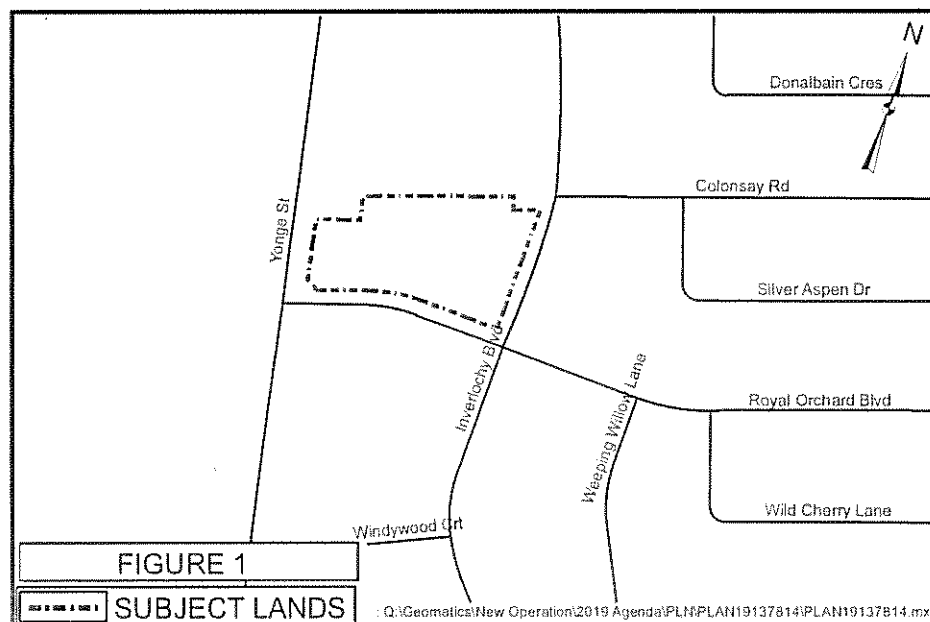 N
Donalbain Cres
Colonsay Rd
Yonge St
Silver Aspen Dr
Inverlochy Blvd
Weeping Willow Lane
Royal Orchard Blvd
Wild Cherry Lane
Windywood Crt
FIGURE 1
SUBJECT LANDS
: Q:\Geomatics\New Operation\2019 Agenda\PLN\PLAN19137814\PLAN19137814.mx